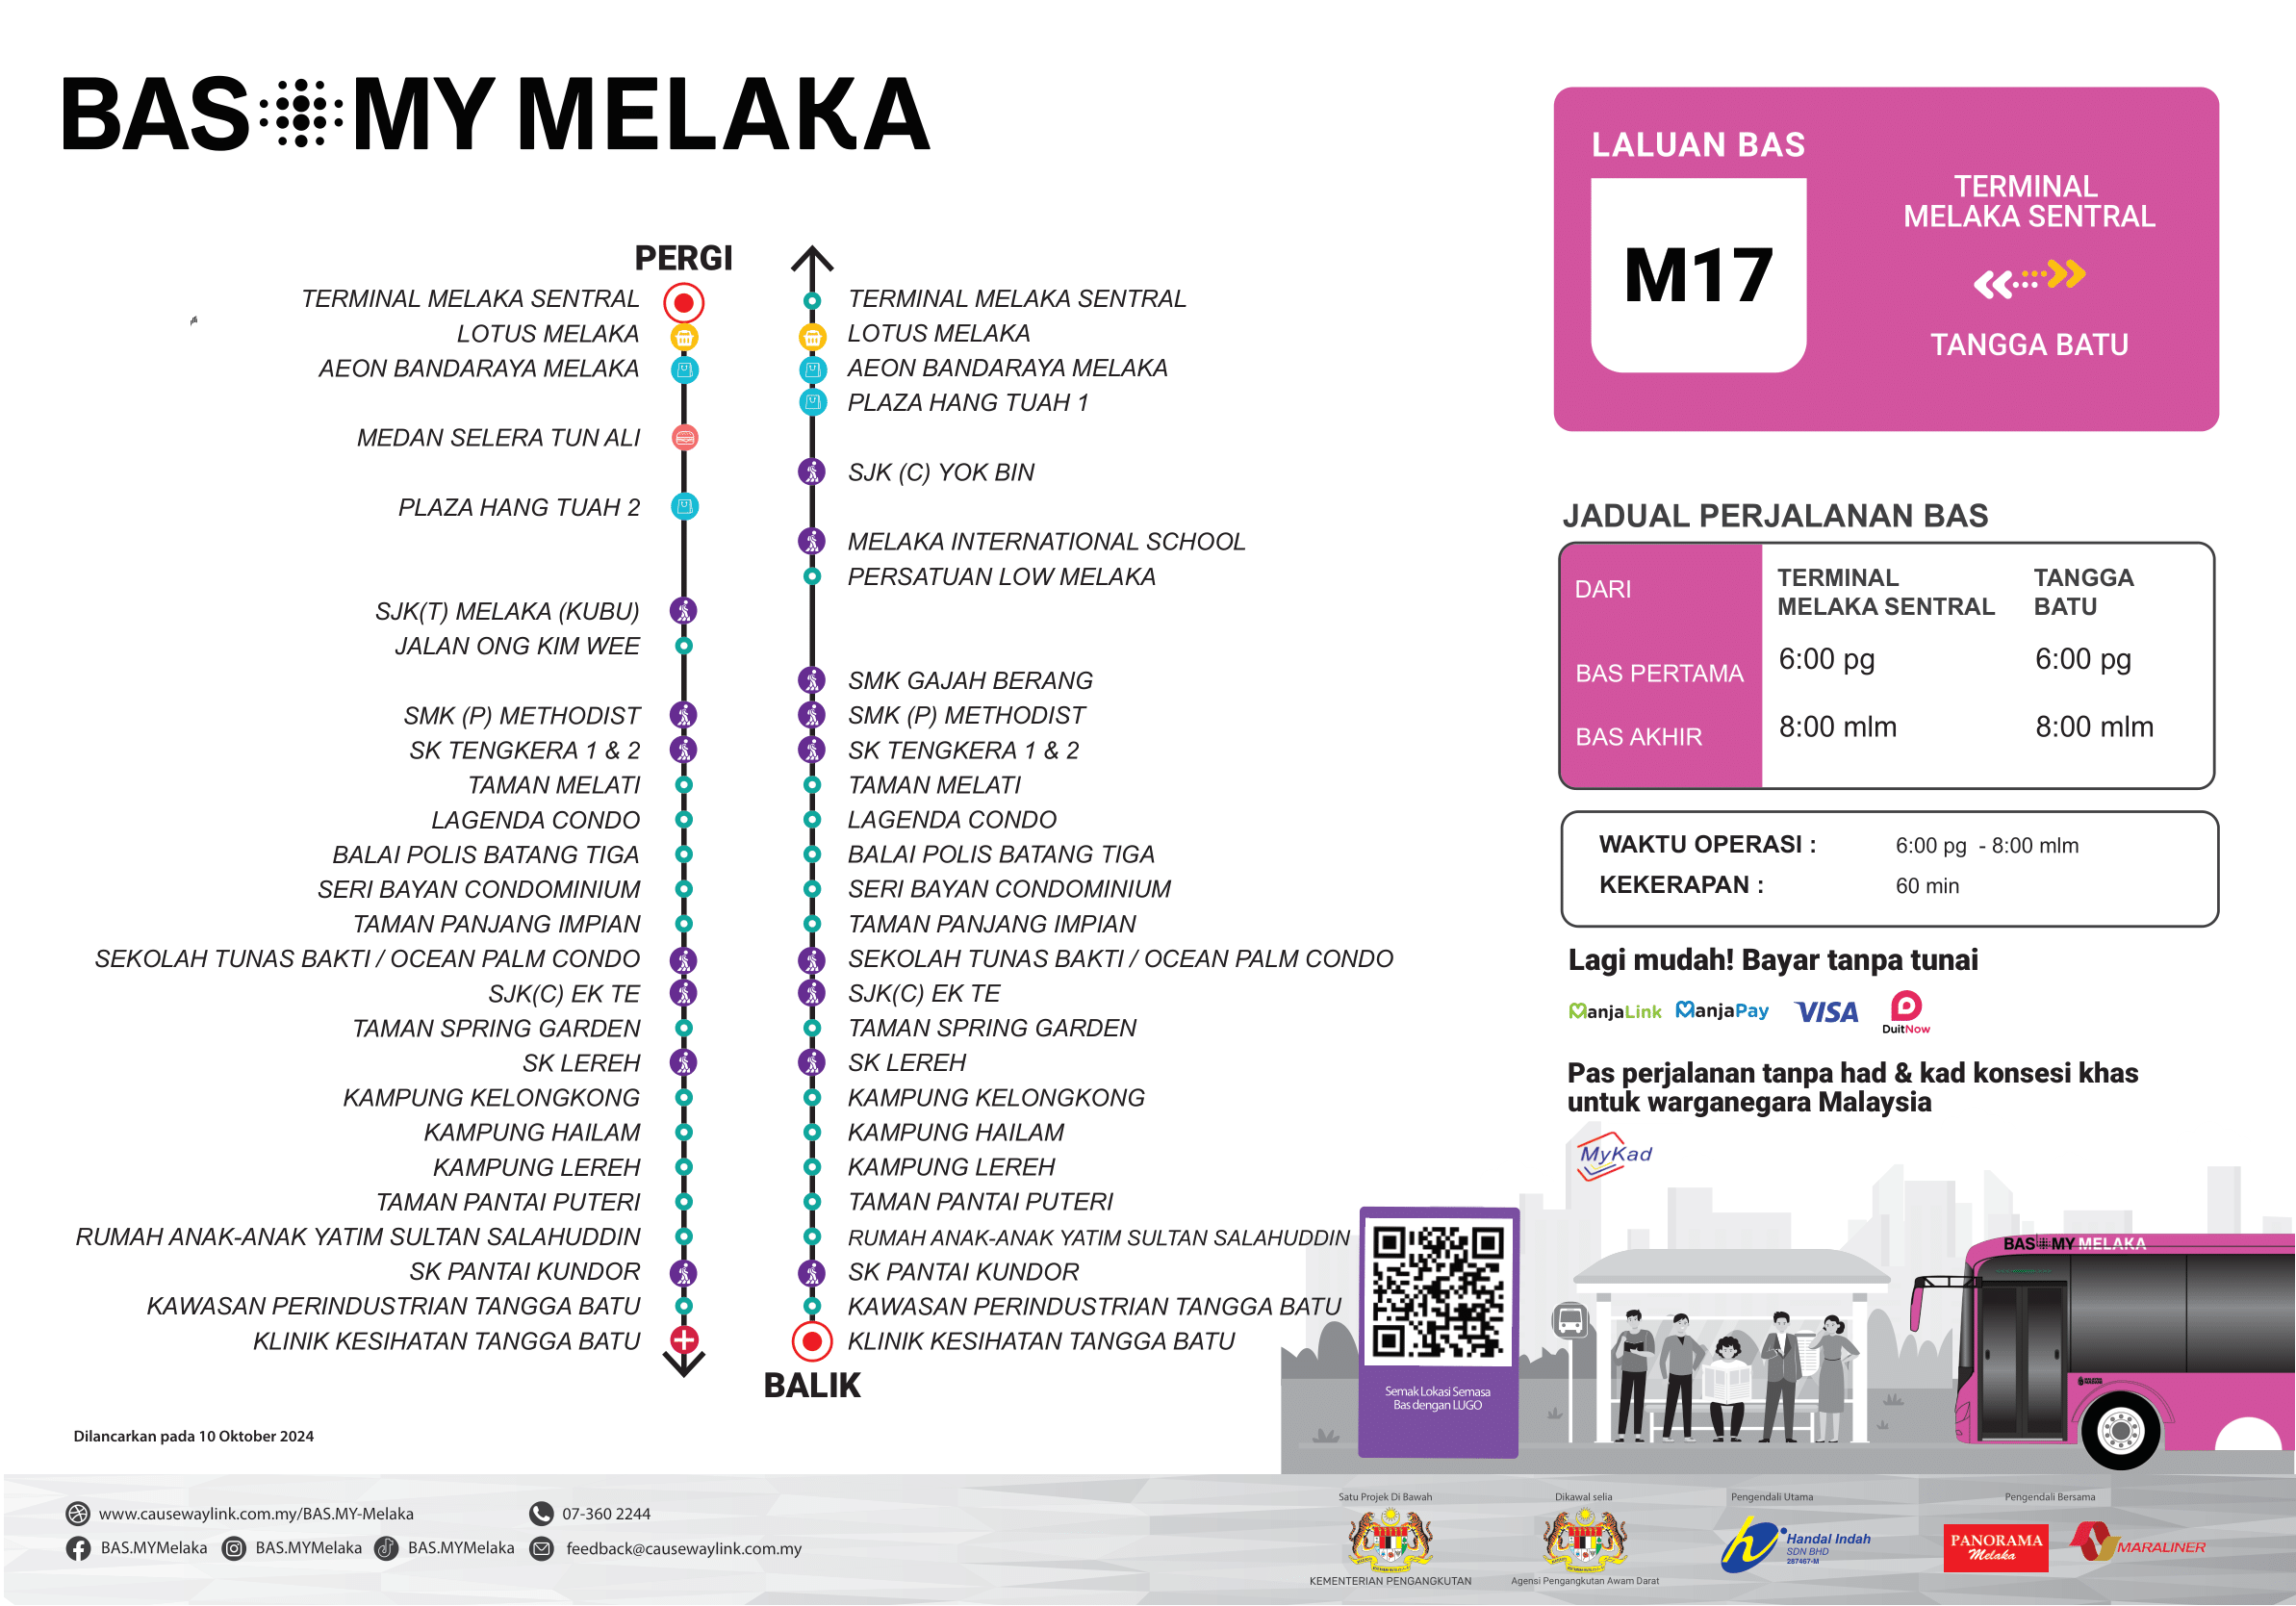 BAS MY MELAKA
PERGI
TERMINAL MELAKA SENTRAL
LOTUS MELAKA
AEON BANDARAYA MELAKA
MEDAN SELERA TUN ALI
PLAZA HANG TUAH 2
SJK(T) MELAKA (KUBU)
JALAN ONG KIM WEE
SMK (P) METHODIST
SK TENGKERA 1 & 2
TAMAN MELATI
LAGENDA CONDO
BALAI POLIS BATANG TIGA
SERI BAYAN CONDOMINIUM
TAMAN PANJANG IMPIAN
SEKOLAH TUNAS BAKTI / OCEAN PALM CONDO
SJK(C) EK TE
TAMAN SPRING GARDEN
SK LEREH
KAMPUNG KELONGKONG
KAMPUNG HAILAM
KAMPUNG LEREH
TAMAN PANTAI PUTERI
RUMAH ANAK-ANAK YATIM SULTAN SALAHUDDIN
SK PANTAI KUNDOR
KAWASAN PERINDUSTRIAN TANGGA BATU
KLINIK KESIHATAN TANGGA BATU
TERMINAL MELAKA SENTRAL
LOTUS MELAKA
AEON BANDARAYA MELAKA
PLAZA HANG TUAH 1
SJK (C) YOK BIN
MELAKA INTERNATIONAL SCHOOL
PERSATUAN LOW MELAKA
SMK GAJAH BERANG
SMK (P) METHODIST
SK TENGKERA 1 & 2
TAMAN MELATI
LAGENDA CONDO
BALAI POLIS BATANG TIGA
SERI BAYAN CONDOMINIUM
TAMAN PANJANG IMPIAN
SEKOLAH TUNAS BAKTI / OCEAN PALM CONDO
SJK(C) EK TE
TAMAN SPRING GARDEN
SK LEREH
KAMPUNG KELONGKONG
KAMPUNG HAILAM
KAMPUNG LEREH
TAMAN PANTAI PUTERI
RUMAH ANAK-ANAK YATIM SULTAN SALAHUDDIN
SK PANTAI KUNDOR
KAWASAN PERINDUSTRIAN TANGGA BATU
KLINIK KESIHATAN TANGGA BATU
BALIK
Dilancarkan pada 10 Oktober 2024
LALUAN BAS
M17
TERMINAL
MELAKA SENTRAL
TANGGA BATU
JADUAL PERJALANAN BAS
DARI
TERMINAL
MELAKA SENTRAL
TANGGA
BATU
BAS PERTAMA 6:00 pg 6:00 pg
BAS AKHIR 8:00 mlm 8:00 mlm
WAKTU OPERASI : 6:00 pg - 8:00 mlm
KEKERAPAN : 60 min
Lagi mudah! Bayar tanpa tunai
ManjaLink ManjaPay VISA DuitNow
Pas perjalanan tanpa had & kad konsesi khas
untuk warganegara Malaysia
MyKad
Semak Lokasi Semasa
Bas dengan LUGO
BAS MY MELAKA
www.causewaylink.com.my/BAS.MY-Melaka 07-360 2244
BAS.MYMelaka BAS.MYMelaka BAS.MYMelaka feedback@causewaylink.com.my
Satu Projek Di Bawah
KEMENTERIAN PENGANGKUTAN
Dikawal selia
Agensi Pengangkutan Awam Darat
Pengendali Utama
Handal Indah
SDN BHD
287467-M
Pengendali Bersama
PANORAMA
Melaka
MARALINER